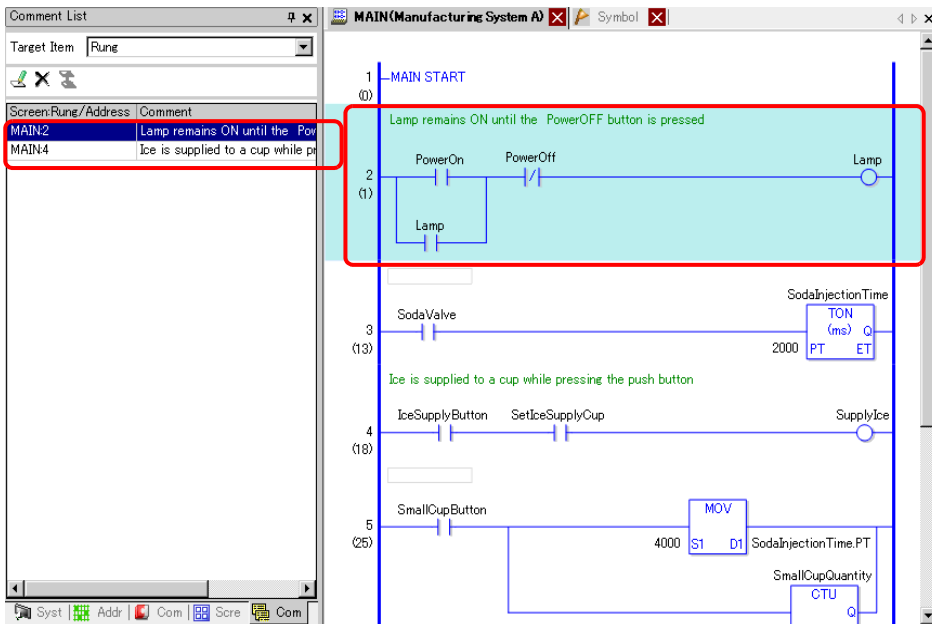 Comment List
Target Item Rung
Screen:Rung/Address Comment
MAIN:2 Lamp remains ON until the Pow
MAIN:4 Ice is supplied to a cup while pr
Syst Addr Com Scre Com
MAIN(Manufacturing System A) Symbol
1 MAIN START
(0)
Lamp remains ON until the PowerOFF button is pressed
PowerOn PowerOff Lamp
2
(1)
Lamp
SodaInjectionTime
SodaValve TON
3 (ms) Q
(13) 2000 PT ET
Ice is supplied to a cup while pressing the push button
IceSupplyButton SetIceSupplyCup SupplyIce
4
(18)
SmallCupButton MOV
5
(25) 4000 S1 D1 SodaInjectionTime.PT
SmallCupQuantity
CTU
Q